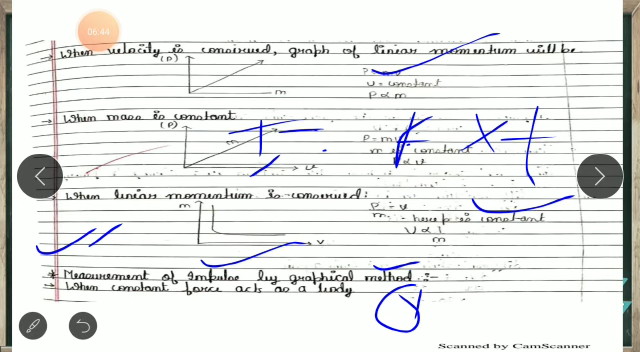 06:44
→ When velocity is conserved, graph of linear momentum will be
(P)
m
v = constant
P ∝ m
→ When mass is constant
(P)
v
P = mv
m constant
∝ v
→ When linear momentum is conserved:
m
v
P = v
m
- here p is constant
V ∝ 1
m
* Measurement of Impulse by graphical method :-
→ When constant force acts as a body
Scanned by CamScanner